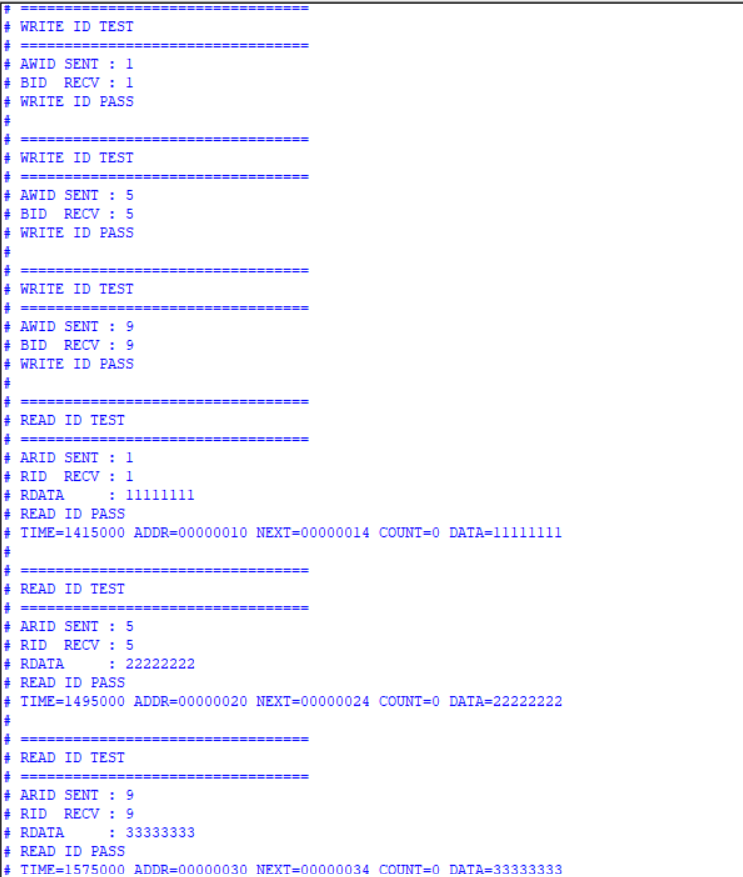 # ==================================
# WRITE ID TEST
# ==================================
# AWID SENT : 1
# BID  RECV : 1
# WRITE ID PASS
#
# ==================================
# WRITE ID TEST
# ==================================
# AWID SENT : 5
# BID  RECV : 5
# WRITE ID PASS
#
# ==================================
# WRITE ID TEST
# ==================================
# AWID SENT : 9
# BID  RECV : 9
# WRITE ID PASS
#
# ==================================
# READ ID TEST
# ==================================
# ARID SENT : 1
# RID  RECV : 1
# RDATA     : 11111111
# READ ID PASS
# TIME=1415000 ADDR=00000010 NEXT=00000014 COUNT=0 DATA=11111111
#
# ==================================
# READ ID TEST
# ==================================
# ARID SENT : 5
# RID  RECV : 5
# RDATA     : 22222222
# READ ID PASS
# TIME=1495000 ADDR=00000020 NEXT=00000024 COUNT=0 DATA=22222222
#
# ==================================
# READ ID TEST
# ==================================
# ARID SENT : 9
# RID  RECV : 9
# RDATA     : 33333333
# READ ID PASS
# TIME=1575000 ADDR=00000030 NEXT=00000034 COUNT=0 DATA=33333333